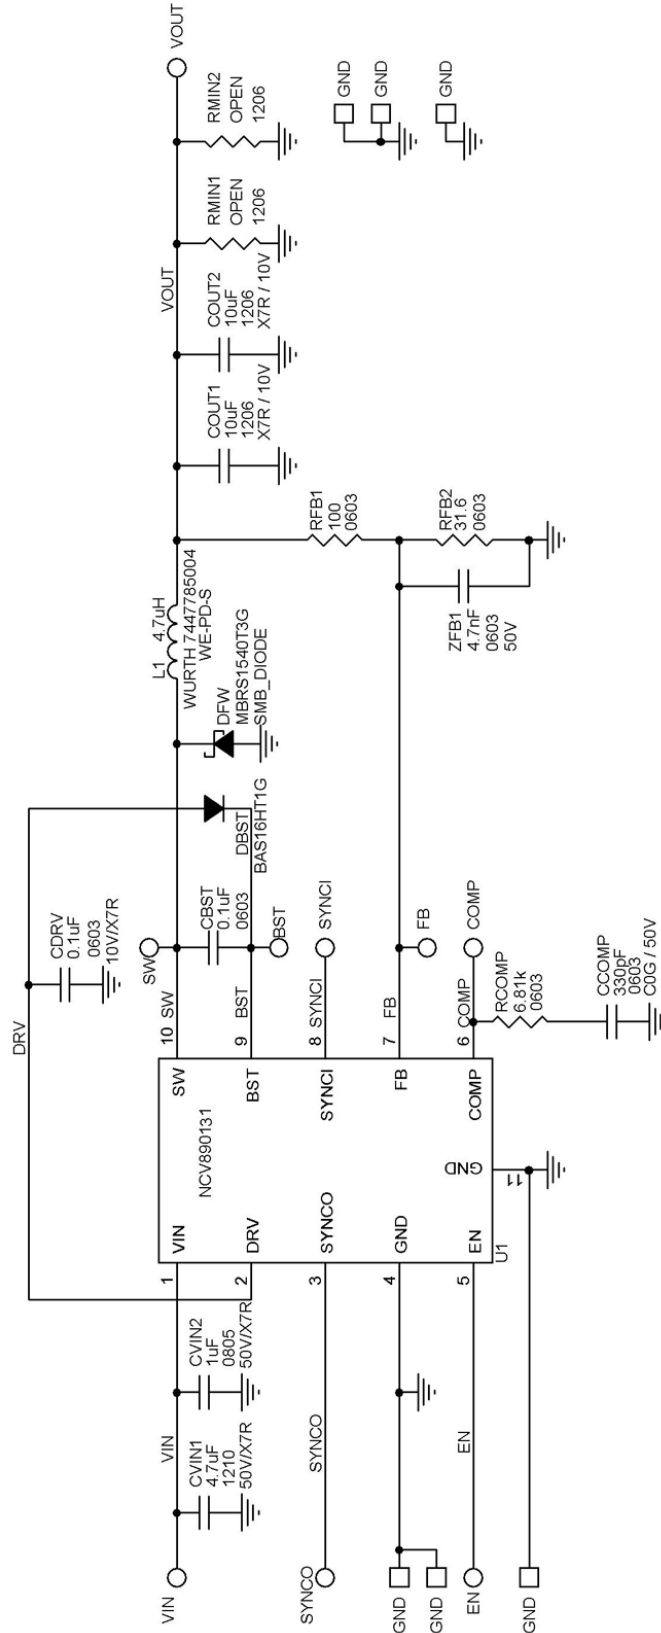 VIN
VIN
CVIN1
4.7uF
1210
50V/X7R
CVIN2
1uF
0805
50V/X7R
DRV
CDRV
0.1uF
0603
10V/X7R
SYNCO
SYNCO
GND
GND
EN
EN
GND
1
2
3
4
5
VIN
DRV
SYNCO
GND
EN
U1
NCV890131
GND
11
SW
BST
SYNCI
FB
COMP
10
9
8
7
6
SW
BST
SYNCI
FB
COMP
SW
CBST
0.1uF
0603
BST
SYNCI
FB
COMP
RCOMP
6.81k
0603
CCOMP
330pF
0603
C0G / 50V
DBST
BAS16HT1G
DFW
MBRS1540T3G
SMB_DIODE
L1
4.7uH
WURTH 7447785004
WE-PD-S
RFB1
100
0603
RFB2
31.6
0603
ZFB1
4.7nF
0603
50V
COUT1
10uF
1206
X7R / 10V
COUT2
10uF
1206
X7R / 10V
VOUT
RMIN1
OPEN
1206
RMIN2
OPEN
1206
VOUT
GND
GND
GND